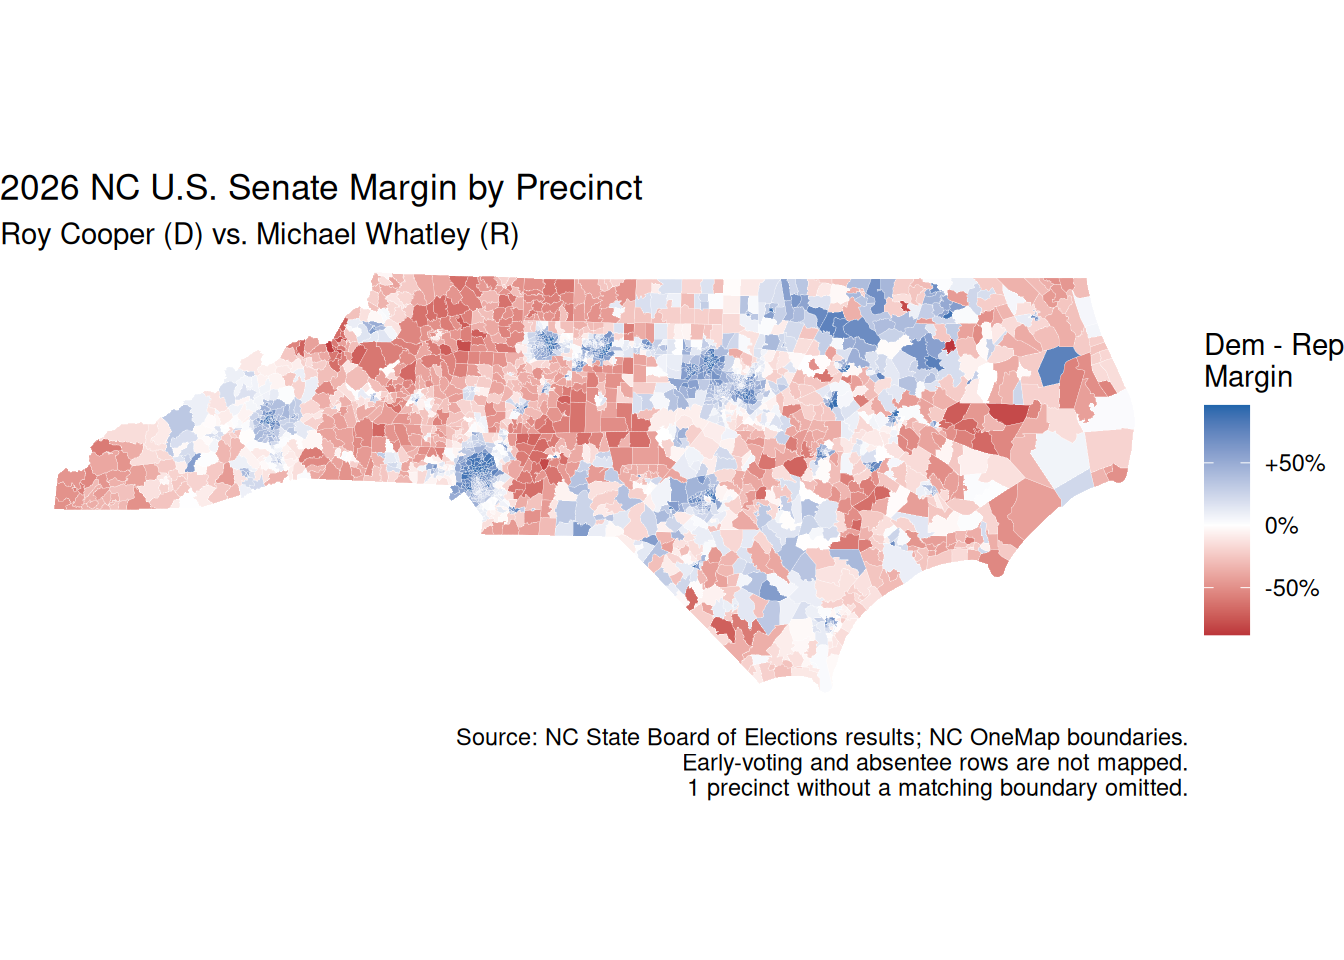 2026 NC U.S. Senate Margin by Precinct
Roy Cooper (D) vs. Michael Whatley (R)
Dem - Rep
Margin
+50%
0%
-50%
Source: NC State Board of Elections results; NC OneMap boundaries.
Early-voting and absentee rows are not mapped.
1 precinct without a matching boundary omitted.